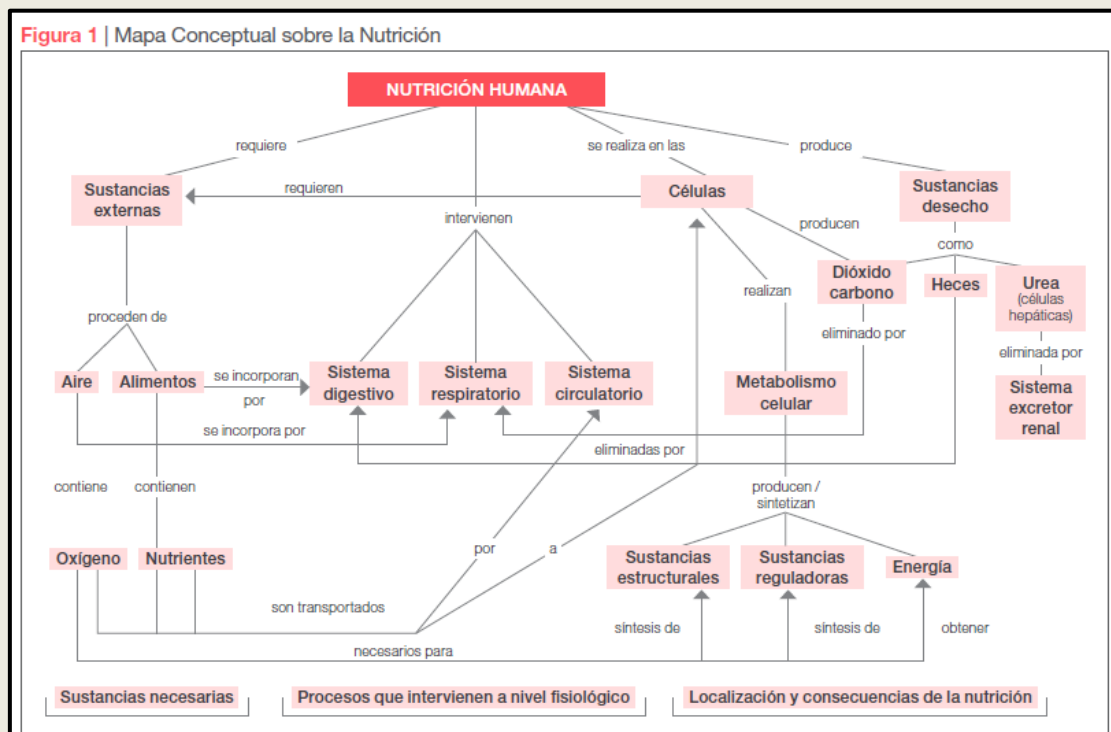 Figura 1 | Mapa Conceptual sobre la Nutrición
NUTRICIÓN HUMANA
requiere
se realiza en las
produce
Sustancias
externas
requieren
Células
Sustancias
desecho
intervienen
producen
como
Dióxido
carbono
Heces
Urea
(células
hepáticas)
realizan
proceden de
eliminado por
eliminada por
Aire
Alimentos
se incorporan
por
Sistema
digestivo
Sistema
respiratorio
Sistema
circulatorio
Metabolismo
celular
Sistema
excretor
renal
se incorpora por
eliminadas por
contiene
contienen
producen /
sintetizan
Oxígeno
Nutrientes
por
a
Sustancias
estructurales
Sustancias
reguladoras
Energía
son transportados
síntesis de
síntesis de
obtener
necesarios para
Sustancias necesarias
Procesos que intervienen a nivel fisiológico
Localización y consecuencias de la nutrición